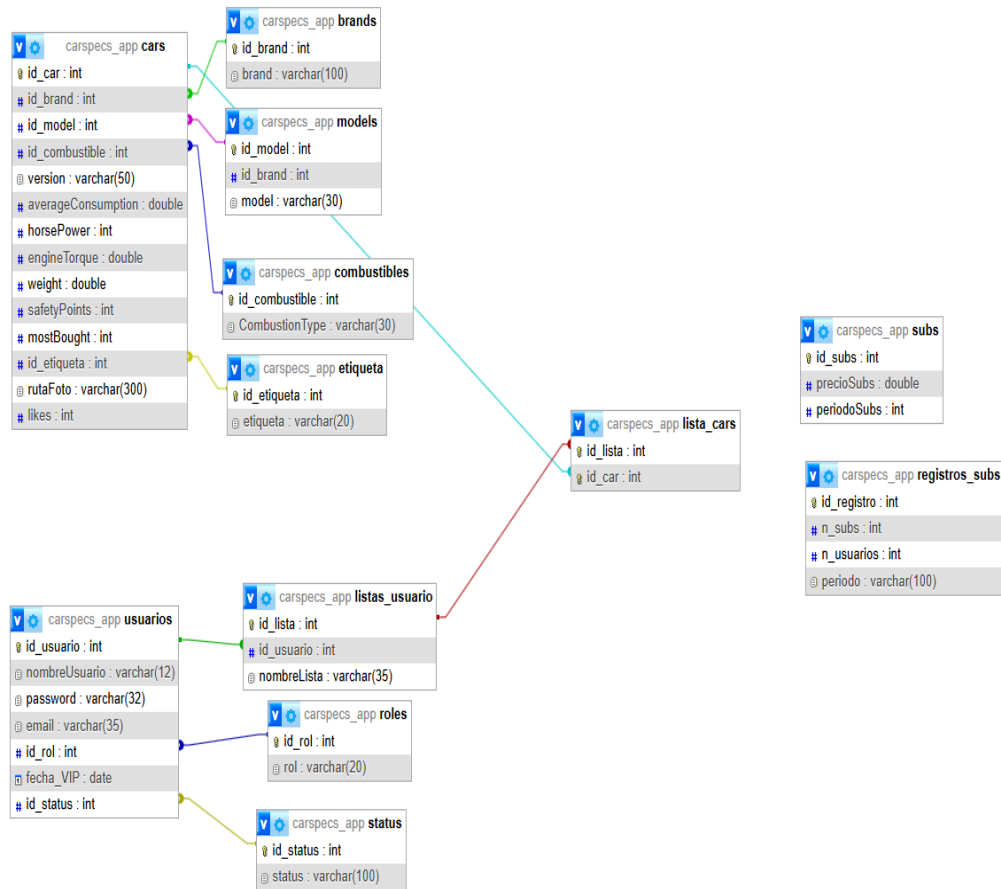 carspecs_app cars
id_car : int
id_brand : int
id_model : int
id_combustible : int
version : varchar(50)
averageConsumption : double
horsePower : int
engineTorque : double
weight : double
safetyPoints : int
mostBought : int
id_etiqueta : int
rutaFoto : varchar(300)
likes : int
carspecs_app brands
id_brand : int
brand : varchar(100)
carspecs_app models
id_model : int
id_brand : int
model : varchar(30)
carspecs_app combustibles
id_combustible : int
CombustionType : varchar(30)
carspecs_app etiqueta
id_etiqueta : int
etiqueta : varchar(20)
carspecs_app lista_cars
id_lista : int
id_car : int
carspecs_app subs
id_subs : int
precioSubs : double
periodoSubs : int
carspecs_app registros_subs
id_registro : int
n_subs : int
n_usuarios : int
periodo : varchar(100)
carspecs_app usuarios
id_usuario : int
nombreUsuario : varchar(12)
password : varchar(32)
email : varchar(35)
id_rol : int
fecha_VIP : date
id_status : int
carspecs_app listas_usuario
id_lista : int
id_usuario : int
nombreLista : varchar(35)
carspecs_app roles
id_rol : int
rol : varchar(20)
carspecs_app status
id_status : int
status : varchar(100)